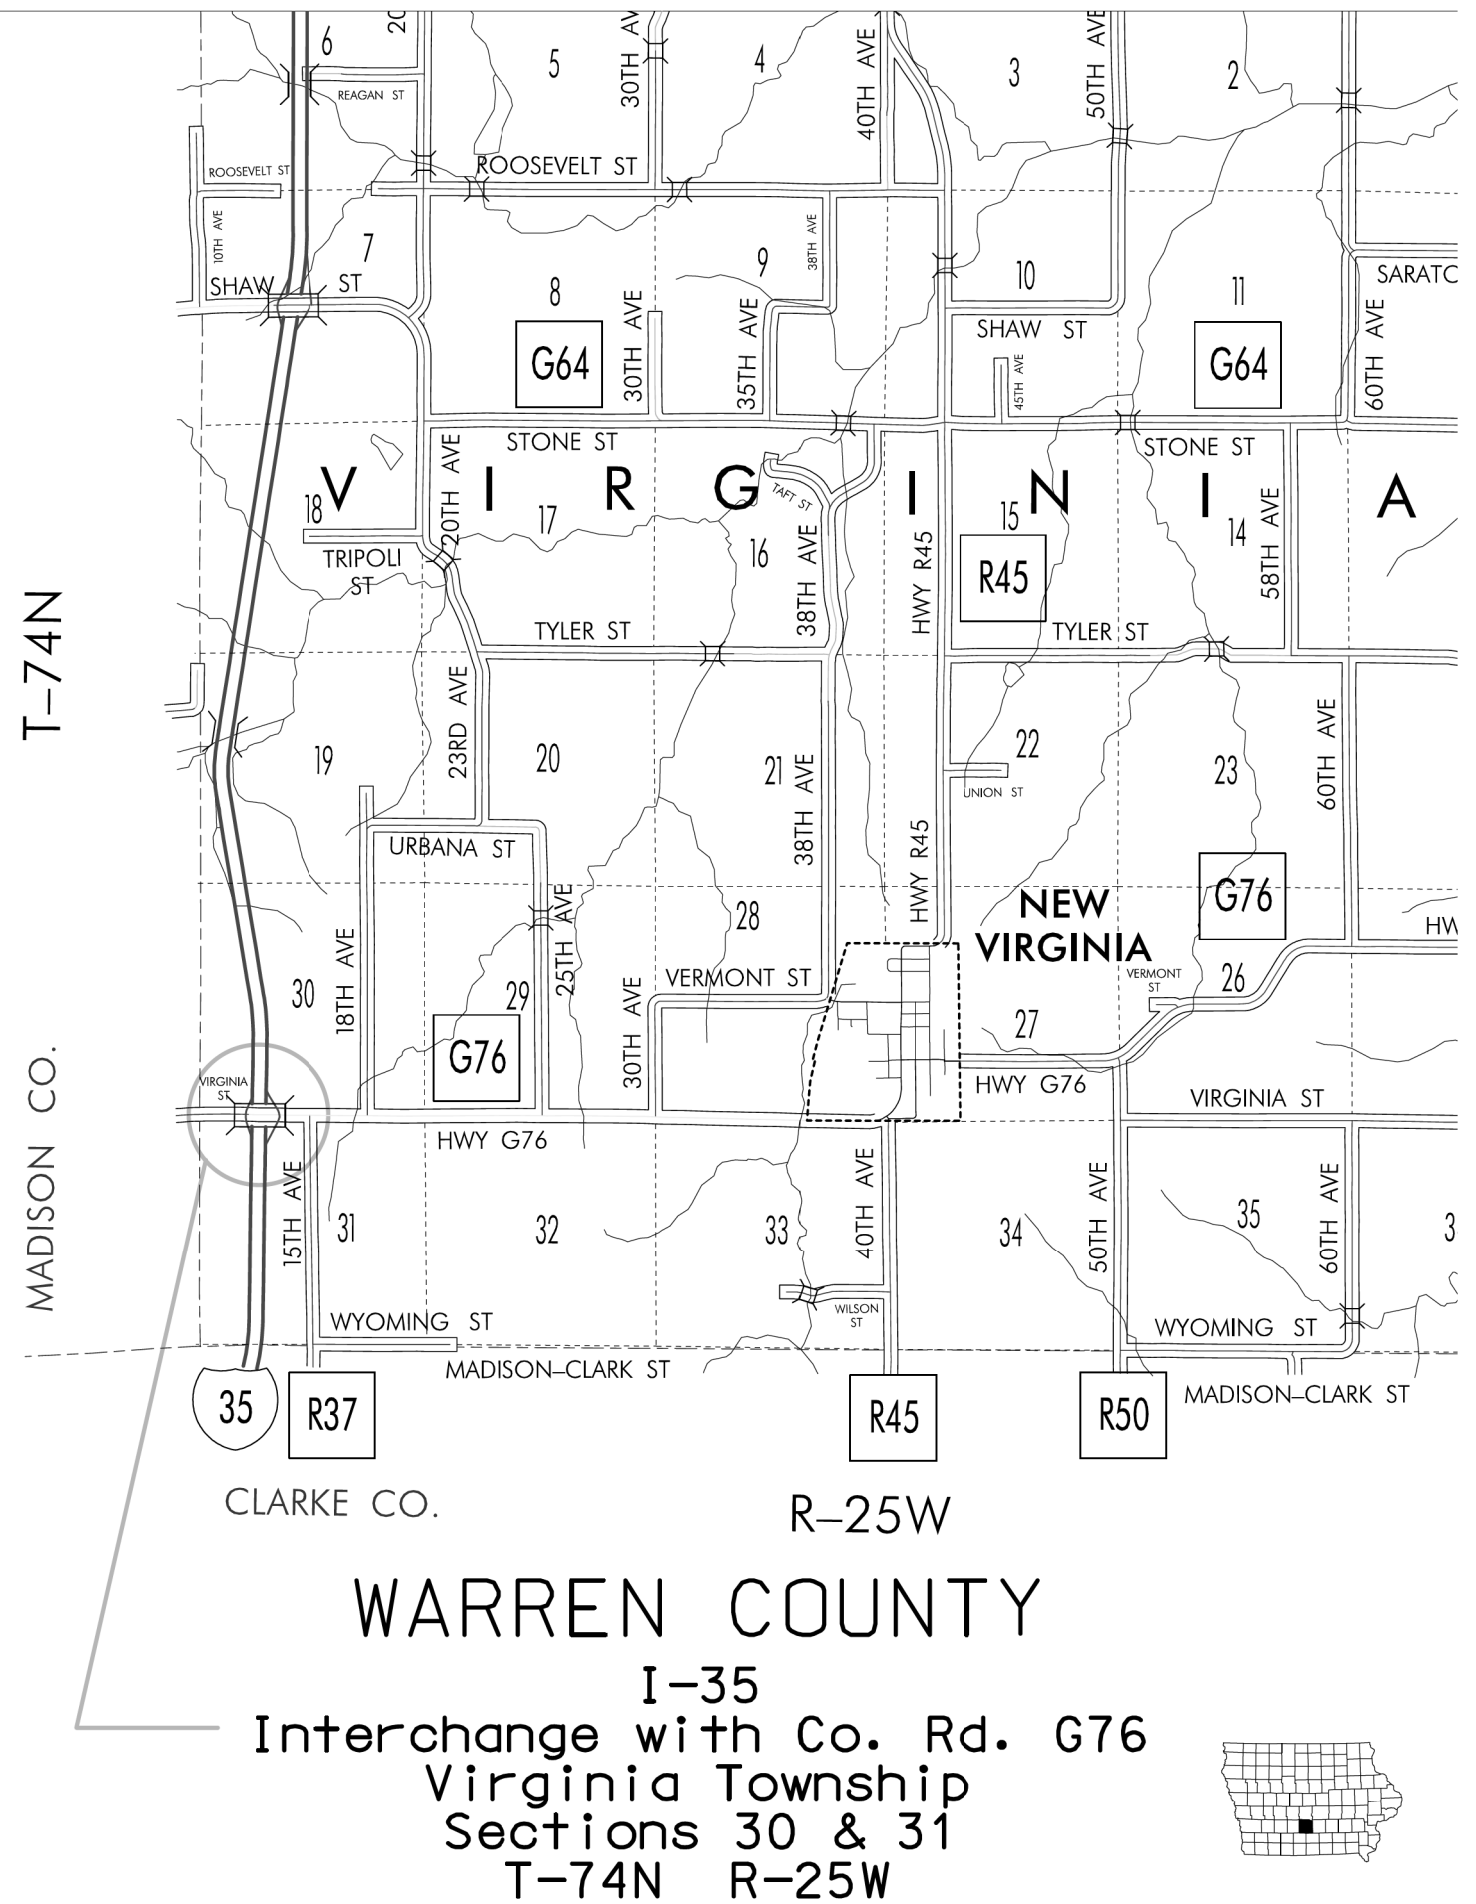 6
20
5
30TH AV
4
40TH AVE
3
50TH AVE
2
REAGAN ST
ROOSEVELT ST
ROOSEVELT ST
10TH AVE
7
38TH AVE
9
10
11
SARATO
SHAW ST
8
30TH AVE
35TH AVE
SHAW ST
60TH AVE
G64
G64
45TH AVE
STONE ST
STONE ST
20TH AVE
V I R G I N I A
18
17
TAFT ST
16
38TH AVE
HWY R45
15
14
58TH AVE
R45
TRIPOLI
ST
TYLER ST
TYLER ST
T-74N
23RD AVE
19
20
21
38TH AVE
22
23
60TH AVE
UNION ST
URBANA ST
HWY R45
G76
NEW
VIRGINIA
28
25TH AVE
HW
18TH AVE
30
29
30TH AVE
VERMONT ST
VERMONT
ST
26
27
G76
VIRGINIA
ST
HWY G76
VIRGINIA ST
MADISON CO.
HWY G76
15TH AVE
31
32
33
40TH AVE
34
50TH AVE
35
60TH AVE
3
WILSON
ST
WYOMING ST
WYOMING ST
MADISON-CLARK ST
MADISON-CLARK ST
35
R37
R45
R50
CLARKE CO.
R-25W
WARREN COUNTY
I-35
Interchange with Co. Rd. G76
Virginia Township
Sections 30 & 31
T-74N R-25W